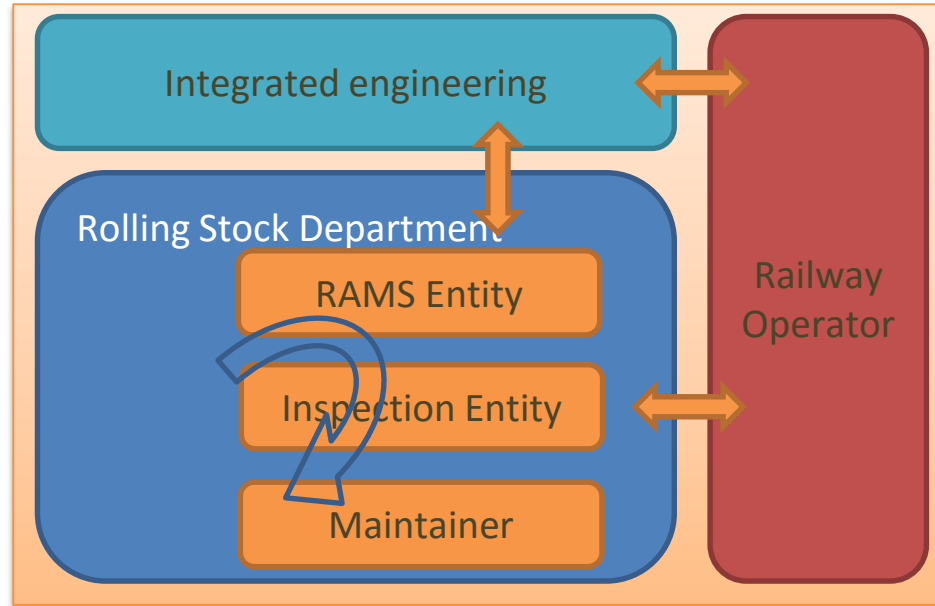 Integrated engineering
Rolling Stock Department
RAMS Entity
Inspection Entity
Maintainer
Railway
Operator